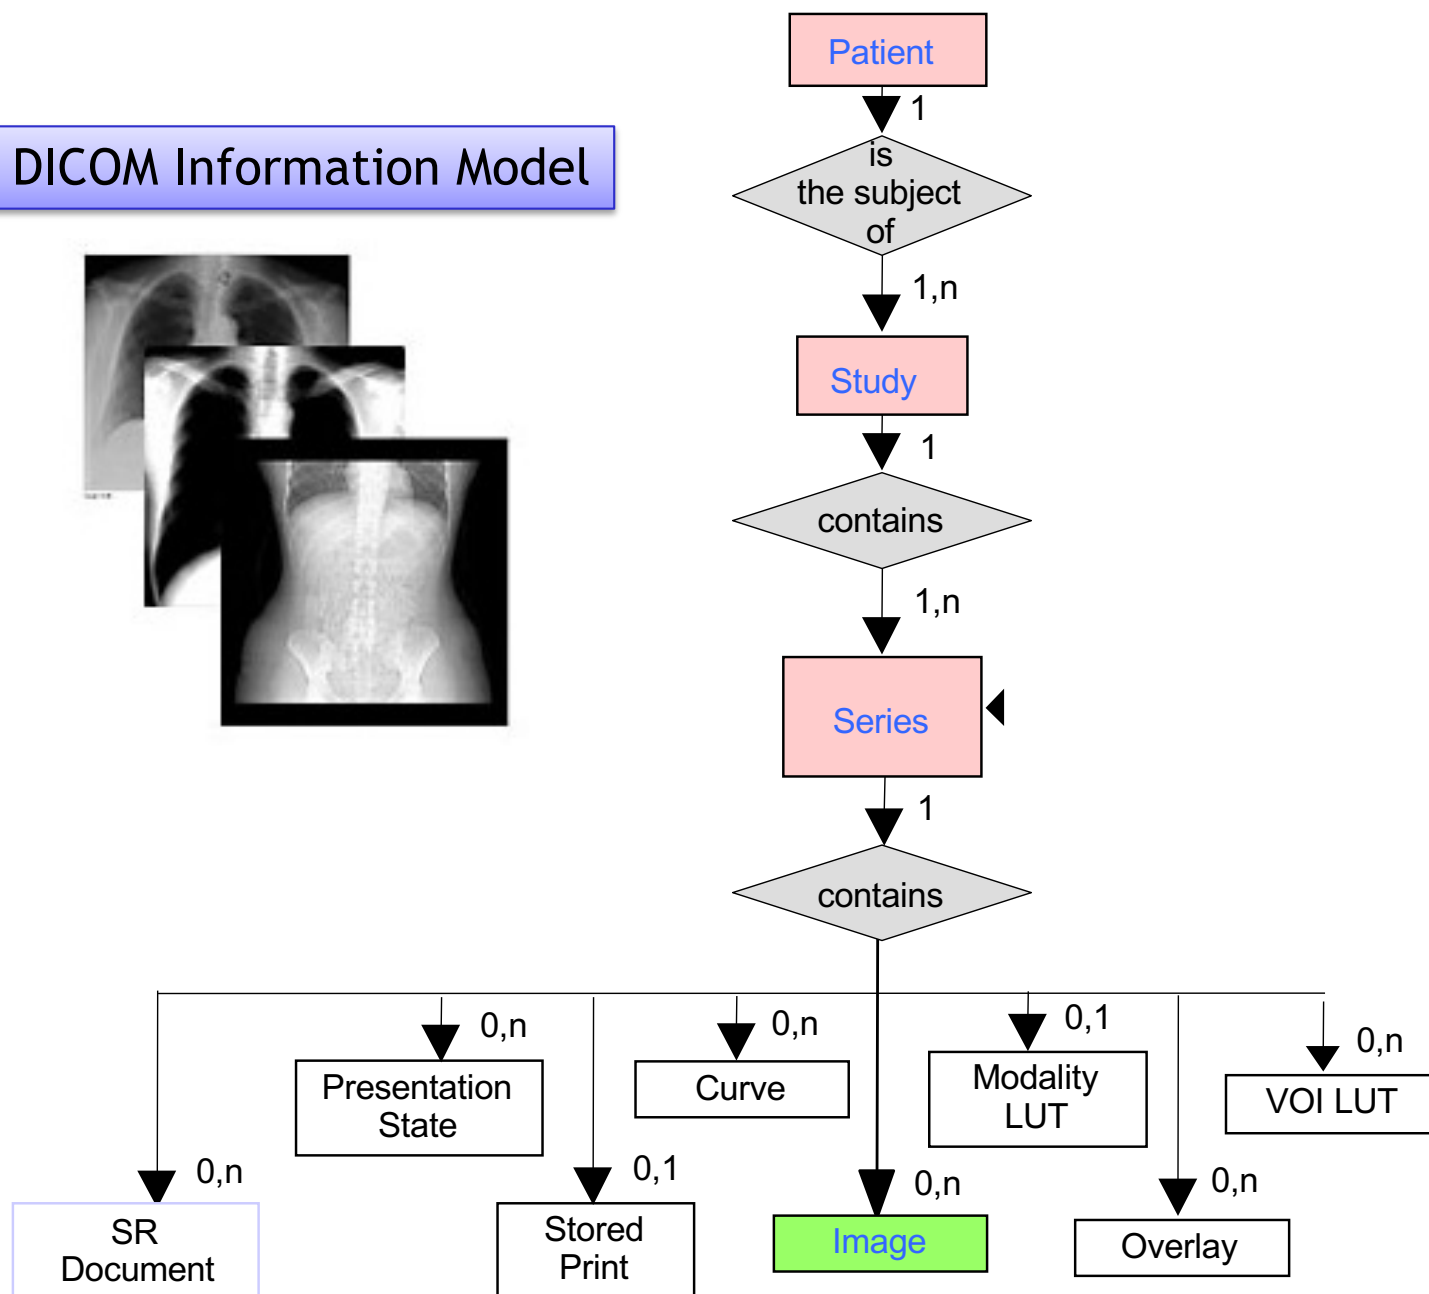 Patient
1
DICOM Information Model
is
the subject
of
1,n
Study
1
contains
1,n
Series
1
contains
0,n
0,n
0,1
0,n
Presentation
State
Curve
Modality
LUT
VOI LUT
0,n
0,1
0,n
0,n
SR
Document
Stored
Print
Image
Overlay